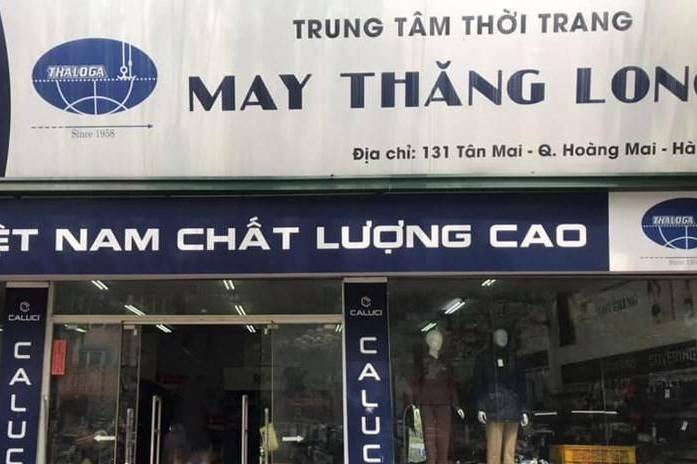 TRUNG TÂM THỜI TRANG
THALOGA
MAY THĂNG LONG
Since 1958
Địa chỉ: 131 Tân Mai - Q. Hoàng Mai - Hà
ỆT NAM CHẤT LƯỢNG CAO
THALOGA
CALUCI
CALUCI
CALUC
CALUC